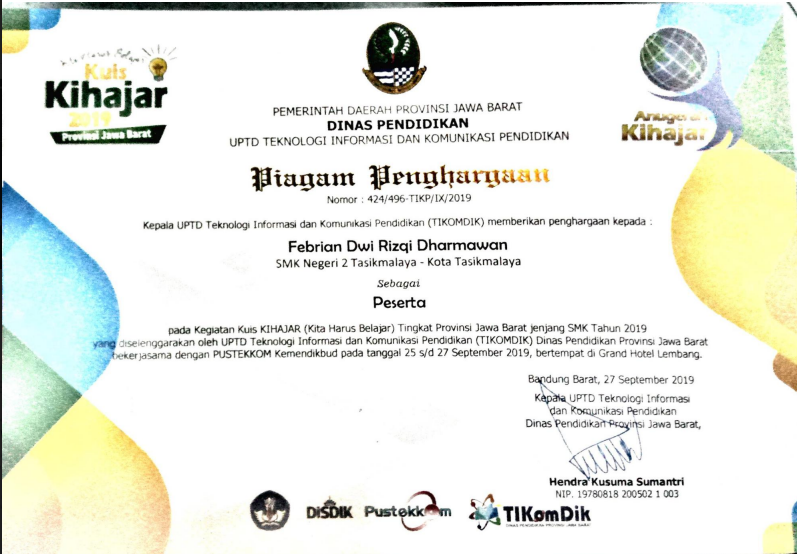 Kuis
Kihajar
2019
Provinsi Jawa Barat
Anugerah
Kihajar
PEMERINTAH DAERAH PROVINSI JAWA BARAT
DINAS PENDIDIKAN
UPTD TEKNOLOGI INFORMASI DAN KOMUNIKASI PENDIDIKAN
Piagam Penghargaan
Nomor : 424/496-TIKP/IX/2019
Kepala UPTD Teknologi Informasi dan Komunikasi Pendidikan (TIKOMDIK) memberikan penghargaan kepada :
Febrian Dwi Rizqi Dharmawan
SMK Negeri 2 Tasikmalaya - Kota Tasikmalaya
Sebagai
Peserta
pada Kegiatan Kuis KIHAJAR (Kita Harus Belajar) Tingkat Provinsi Jawa Barat jenjang SMK Tahun 2019
yang diselenggarakan oleh UPTD Teknologi Informasi dan Komunikasi Pendidikan (TIKOMDIK) Dinas Pendidikan Provinsi Jawa Barat
bekerjasama dengan PUSTEKKOM Kemendikbud pada tanggal 25 s/d 27 September 2019, bertempat di Grand Hotel Lembang.
Bandung Barat, 27 September 2019
Kepala UPTD Teknologi Informasi
dan Komunikasi Pendidikan
Dinas Pendidikan Provinsi Jawa Barat,
Hendra Kusuma Sumantri
NIP. 19780818 200502 1 003
DISDIK
Pustekkom
TIKomDik
DINAS PENDIDIKAN PROVINSI JAWA BARAT